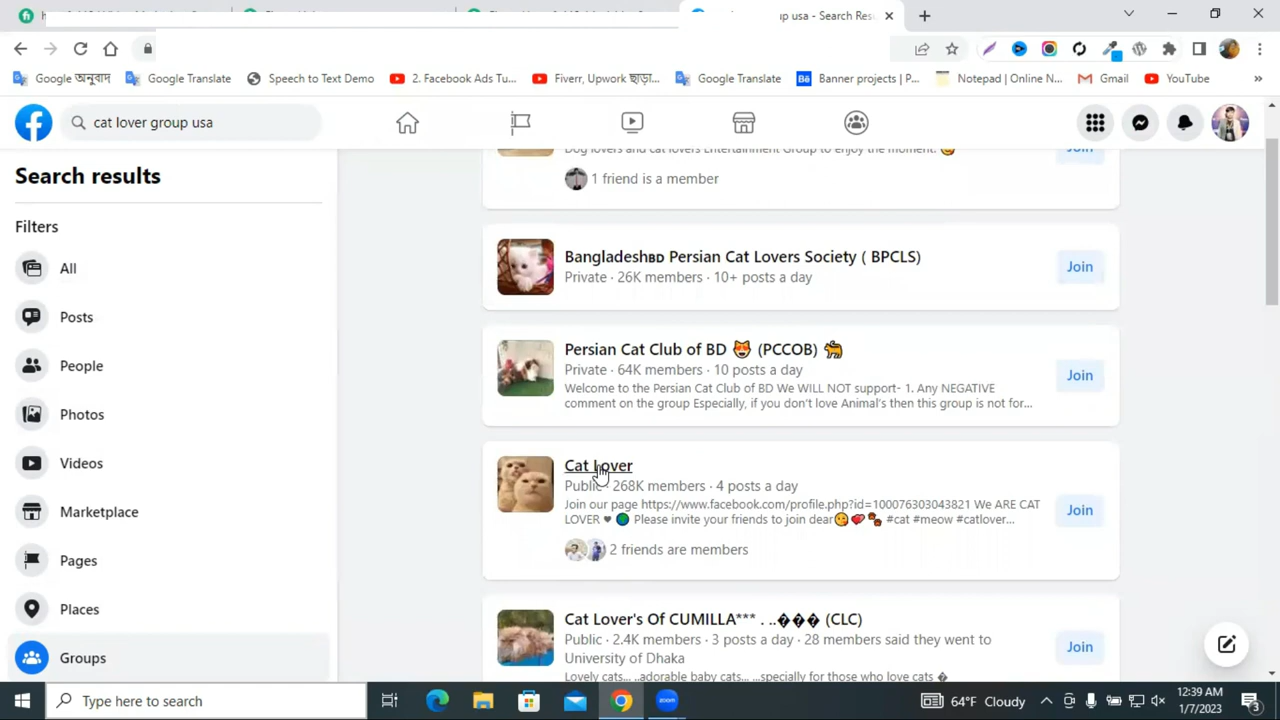 up usa - Search Res
Google অনুবাদ
Google Translate
Speech to Text Demo
2. Facebook Ads Tu...
Fiverr, Upwork ছাড়া...
Google Translate
Banner projects | P...
Notepad | Online N...
Gmail
YouTube
»
cat lover group usa
Search results
Filters
All
Posts
People
Photos
Videos
Marketplace
Pages
Places
Groups
Dog lovers and cat lovers Entertainment Group to enjoy the moment. 😄
Join
1 friend is a member
Bangladeshʙᴅ Persian Cat Lovers Society ( BPCLS)
Private · 26K members · 10+ posts a day
Join
Persian Cat Club of BD 😻 (PCCOB) 🐈
Private · 64K members · 10 posts a day
Welcome to the Persian Cat Club of BD We WILL NOT support- 1. Any NEGATIVE
comment on the group Especially, if you don't love Animal's then this group is not for...
Join
Cat Lover
Public · 268K members · 4 posts a day
Join our page https://www.facebook.com/profile.php?id=100076303043821 We ARE CAT
LOVER ♥ 🌍 Please invite your friends to join dear😋 💕 🐾 #cat #meow #catlover...
Join
2 friends are members
Cat Lover's Of CUMILLA*** . ..��� (CLC)
Public · 2.4K members · 3 posts a day · 28 members said they went to
University of Dhaka
Lovely cats... ..adorable baby cats... ...specially for those who love cats �
Join
Type here to search
zoom
64°F Cloudy
12:39 AM
1/7/2023
3